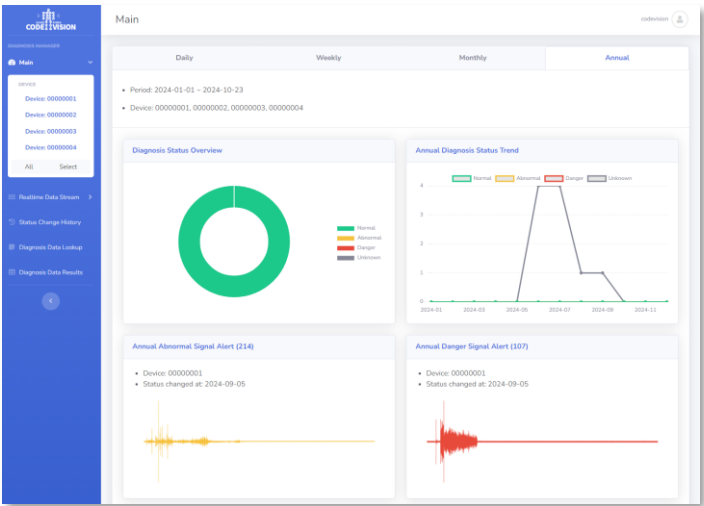 CODEVISION
Main
codevision
DIAGNOSIS MANAGER
Main
DEVICE
Device: 00000001
Device: 00000002
Device: 00000003
Device: 00000004
All Select
Realtime Data Stream
Status Change History
Diagnosis Data Lookup
Diagnosis Data Results
Daily Weekly Monthly Annual
• Period: 2024-01-01 ~ 2024-10-23
• Device: 00000001, 00000002, 00000003, 00000004
Diagnosis Status Overview
Normal
Abnormal
Danger
Unknown
Annual Diagnosis Status Trend
Normal Abnormal Danger Unknown
4
3
2
1
0
2024-01 2024-03 2024-05 2024-07 2024-09 2024-11
Annual Abnormal Signal Alert (214)
• Device: 00000001
• Status changed at: 2024-09-05
Annual Danger Signal Alert (107)
• Device: 00000001
• Status changed at: 2024-09-05